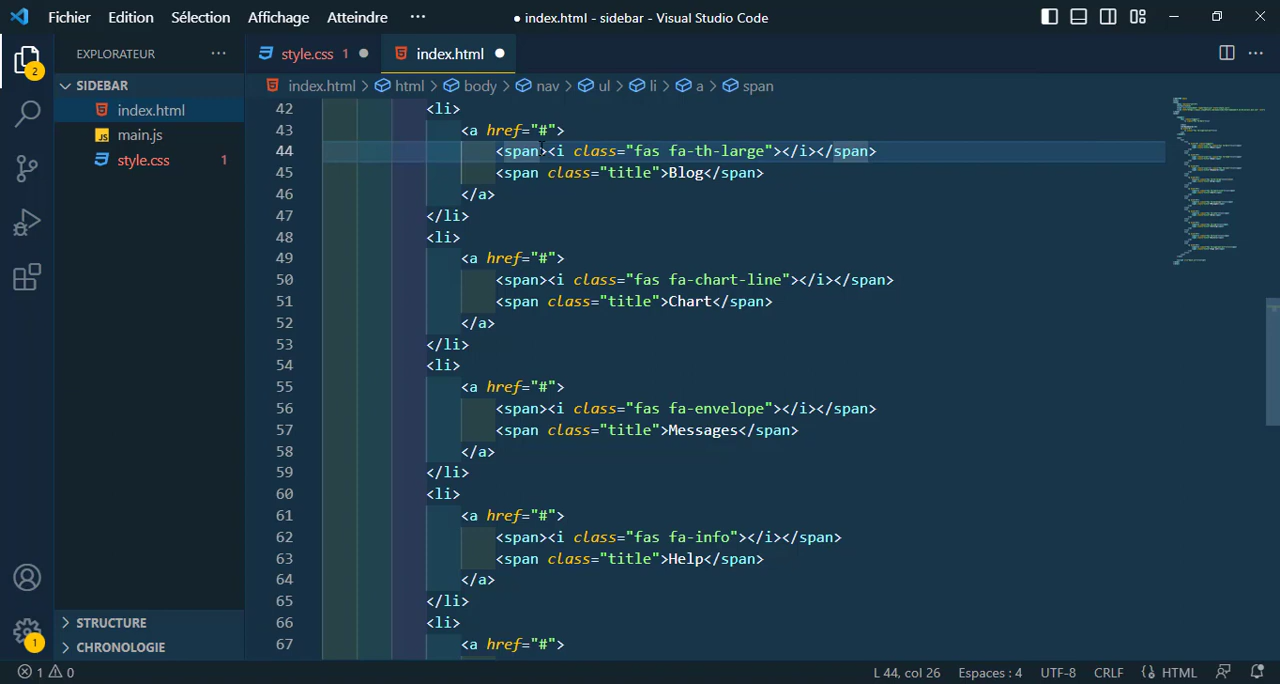 Fichier Edition Sélection Affichage Atteindre ··· ● index.html - sidebar - Visual Studio Code
EXPLORATEUR ···
style.css 1 ●
index.html ●
2
SIDEBAR
index.html
main.js
style.css 1
STRUCTURE
CHRONOLOGIE
1
index.html > html > body > nav > ul > li > a > span
42 <li>
43 <a href="#">
44 <span><i class="fas fa-th-large"></i></span>
45 <span class="title">Blog</span>
46 </a>
47 </li>
48 <li>
49 <a href="#">
50 <span><i class="fas fa-chart-line"></i></span>
51 <span class="title">Chart</span>
52 </a>
53 </li>
54 <li>
55 <a href="#">
56 <span><i class="fas fa-envelope"></i></span>
57 <span class="title">Messages</span>
58 </a>
59 </li>
60 <li>
61 <a href="#">
62 <span><i class="fas fa-info"></i></span>
63 <span class="title">Help</span>
64 </a>
65 </li>
66 <li>
67 <a href="#">
1 0 L 44, col 26 Espaces : 4 UTF-8 CRLF HTML